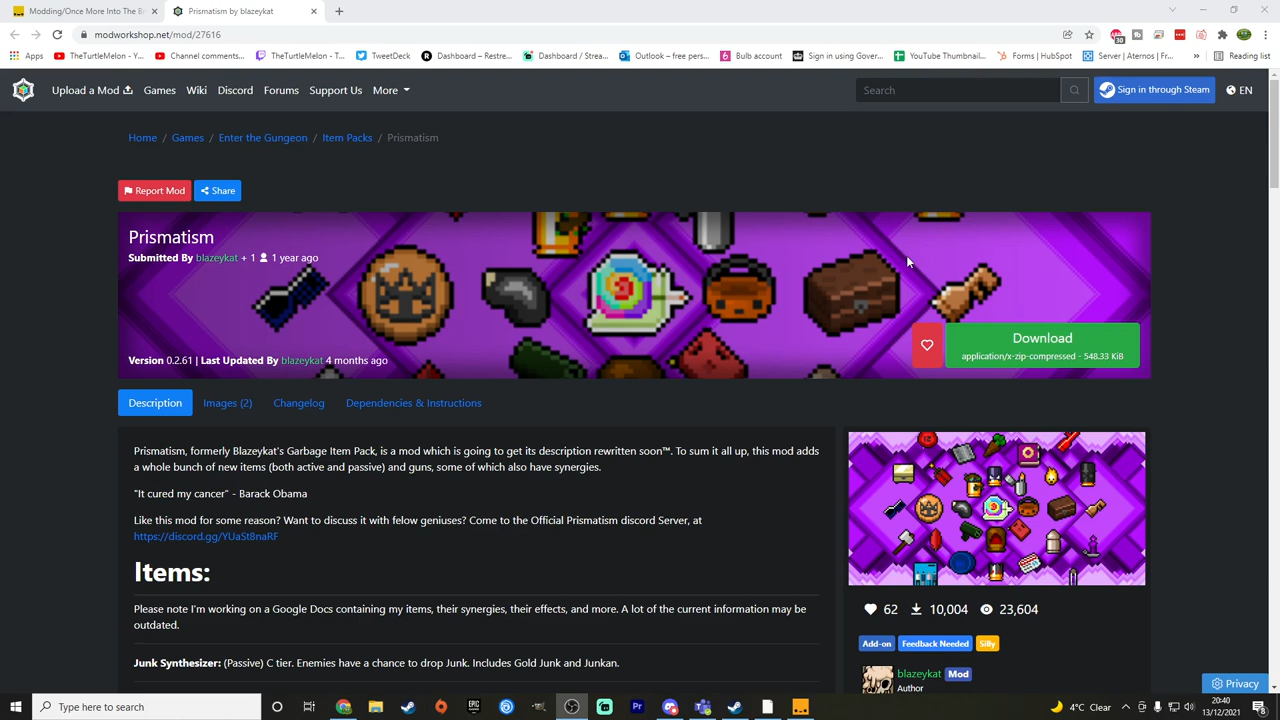 Modding/Once More Into The B
Prismatism by blazeykat
modworkshop.net/mod/27616
Apps
TheTurtleMelon - Y...
Channel comments...
TheTurtleMelon - T...
TweetDeck
Dashboard – Restre...
Dashboard / Strea...
Outlook – free pers...
Bulb account
Sign in using Gover...
YouTube Thumbnail...
Forms | HubSpot
Server | Aternos | Fr...
»
Reading list
Upload a Mod
Games
Wiki
Discord
Forums
Support Us
More
Search
Sign in through Steam
EN
Home / Games / Enter the Gungeon / Item Packs / Prismatism
Report Mod
Share
Prismatism
Submitted By blazeykat + 1 1 year ago
Version 0.2.61 | Last Updated By blazeykat 4 months ago
Download
application/x-zip-compressed - 548.33 KiB
Description
Images (2)
Changelog
Dependencies & Instructions
Prismatism, formerly Blazeykat's Garbage Item Pack, is a mod which is going to get its description rewritten soon™. To sum it all up, this mod adds
a whole bunch of new items (both active and passive) and guns, some of which also have synergies.
"It cured my cancer" - Barack Obama
Like this mod for some reason? Want to discuss it with felow geniuses? Come to the Official Prismatism discord Server, at
https://discord.gg/YUaSt8naRF
Items:
Please note I'm working on a Google Docs containing my items, their synergies, their effects, and more. A lot of the current information may be
outdated.
Junk Synthesizer: (Passive) C tier. Enemies have a chance to drop Junk. Includes Gold Junk and Junkan.
62 10,004 23,604
Add-on
Feedback Needed
Silly
blazeykat Mod
Author
Privacy
Type here to search
4°C Clear
20:40
13/12/2021